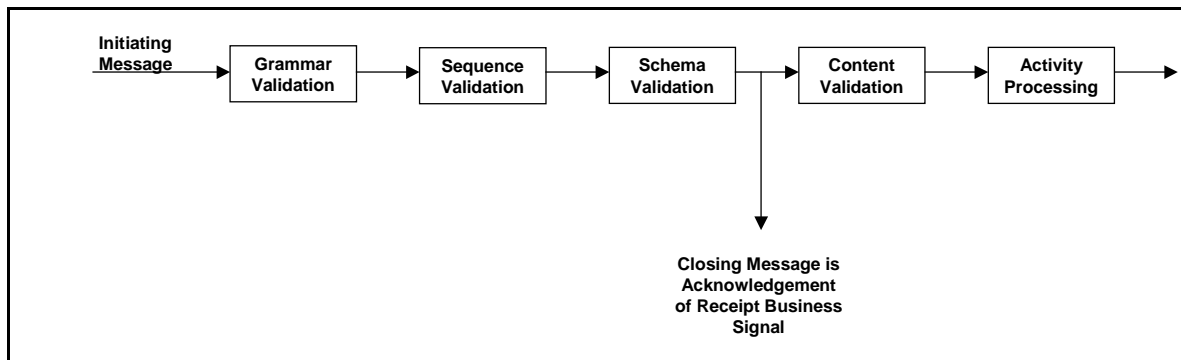 Initiating
Message
Grammar
Validation
Sequence
Validation
Schema
Validation
Content
Validation
Activity
Processing
Closing Message is
Acknowledgement
of Receipt Business
Signal